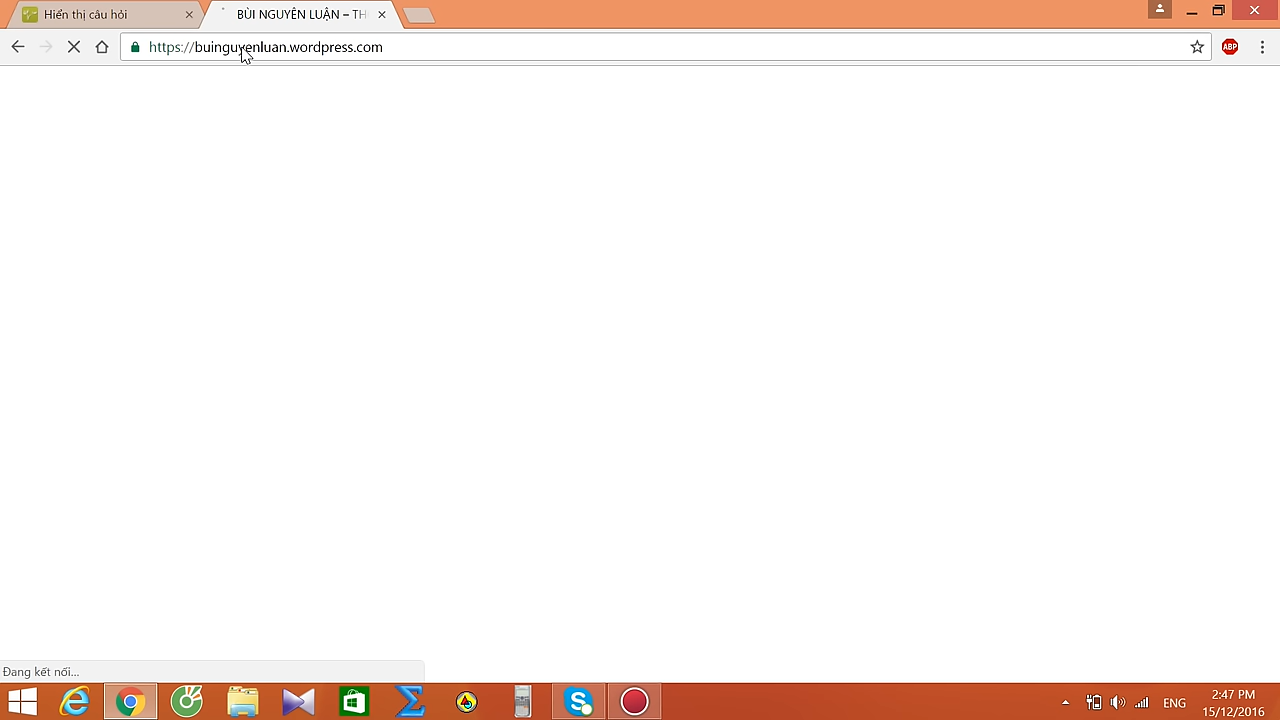 Hiển thị câu hỏi
BÙI NGUYÊN LUẬN – TH
https://buinguyenluan.wordpress.com
ABP
Đang kết nối...
ENG
2:47 PM
15/12/2016